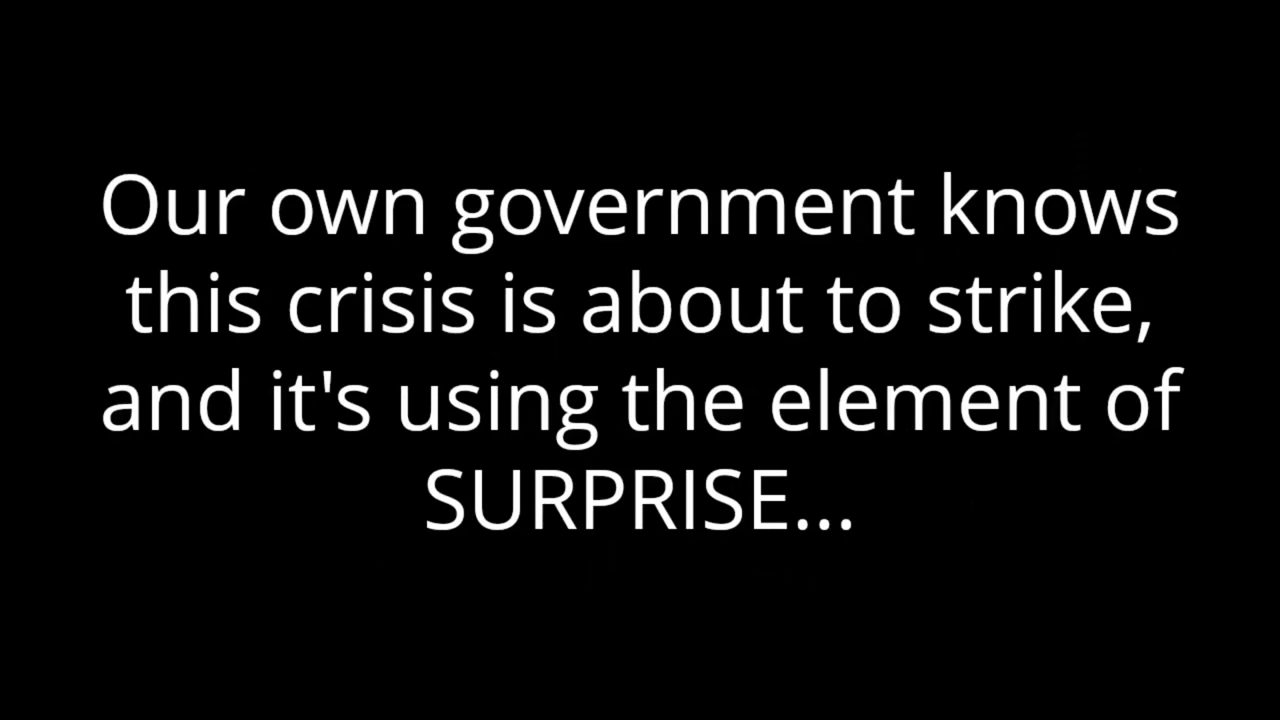 Our own government knows
this crisis is about to strike,
and it's using the element of
SURPRISE...